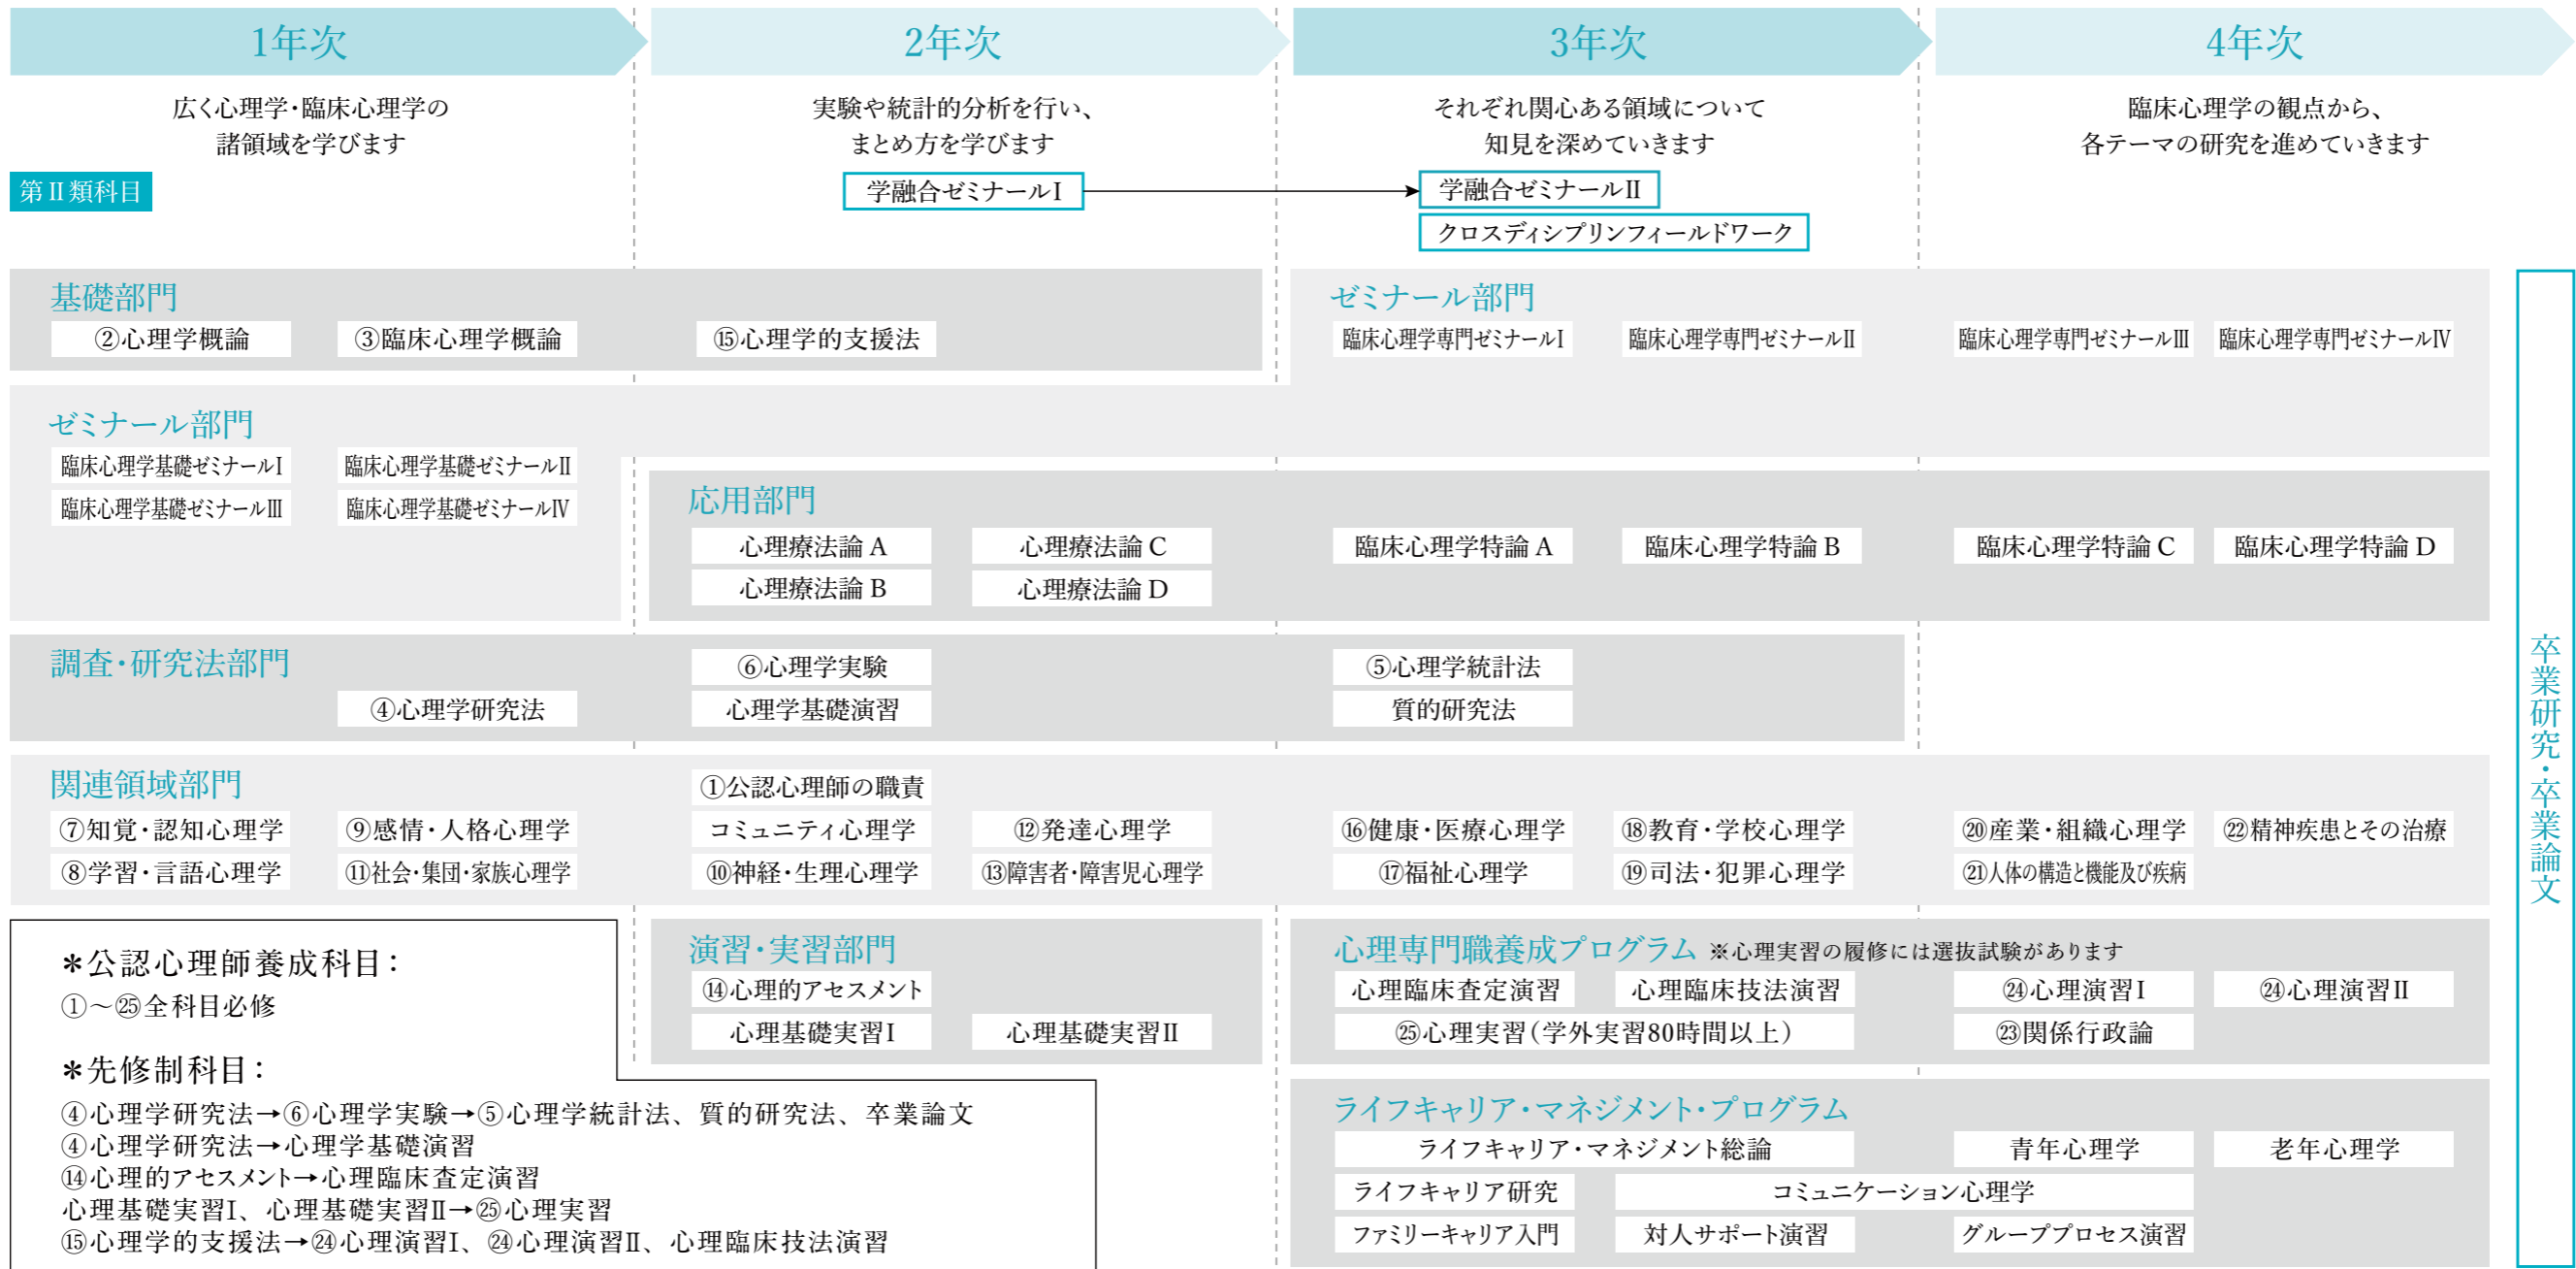 1年次
2年次
3年次
4年次
広く心理学・臨床心理学の
諸領域を学びます
実験や統計的分析を行い、
まとめ方を学びます
それぞれ関心ある領域について
知見を深めていきます
臨床心理学の観点から、
各テーマの研究を進めていきます
第Ⅱ類科目
学融合ゼミナールⅠ
学融合ゼミナールⅡ
クロスディシプリンフィールドワーク
基礎部門
②心理学概論
③臨床心理学概論
⑮心理学的支援法
ゼミナール部門
臨床心理学専門ゼミナールⅠ
臨床心理学専門ゼミナールⅡ
臨床心理学専門ゼミナールⅢ
臨床心理学専門ゼミナールⅣ
ゼミナール部門
臨床心理学基礎ゼミナールⅠ
臨床心理学基礎ゼミナールⅡ
臨床心理学基礎ゼミナールⅢ
臨床心理学基礎ゼミナールⅣ
応用部門
心理療法論 A
心理療法論 C
臨床心理学特論 A
臨床心理学特論 B
臨床心理学特論 C
臨床心理学特論 D
心理療法論 B
心理療法論 D
調査・研究法部門
④心理学研究法
⑥心理学実験
心理学基礎演習
⑤心理学統計法
質的研究法
関連領域部門
①公認心理師の職責
⑦知覚・認知心理学
⑨感情・人格心理学
コミュニティ心理学
⑫発達心理学
⑯健康・医療心理学
⑱教育・学校心理学
⑳産業・組織心理学
㉒精神疾患とその治療
⑧学習・言語心理学
⑪社会・集団・家族心理学
⑩神経・生理心理学
⑬障害者・障害児心理学
⑰福祉心理学
⑲司法・犯罪心理学
㉑人体の構造と機能及び疾病
演習・実習部門
⑭心理的アセスメント
心理基礎実習Ⅰ
心理基礎実習Ⅱ
心理専門職養成プログラム ※心理実習の履修には選抜試験があります
心理臨床査定演習
心理臨床技法演習
㉔心理演習Ⅰ
㉔心理演習Ⅱ
㉕心理実習（学外実習80時間以上）
㉓関係行政論
ライフキャリア・マネジメント・プログラム
ライフキャリア・マネジメント総論
青年心理学
老年心理学
ライフキャリア研究
コミュニケーション心理学
ファミリーキャリア入門
対人サポート演習
グループプロセス演習
＊公認心理師養成科目：
①～㉕全科目必修
＊先修制科目：
④心理学研究法→⑥心理学実験→⑤心理学統計法、質的研究法、卒業論文
④心理学研究法→心理学基礎演習
⑭心理的アセスメント→心理臨床査定演習
心理基礎実習Ⅰ、心理基礎実習Ⅱ→㉕心理実習
⑮心理学的支援法→㉔心理演習Ⅰ、㉔心理演習Ⅱ、心理臨床技法演習
卒業研究・卒業論文